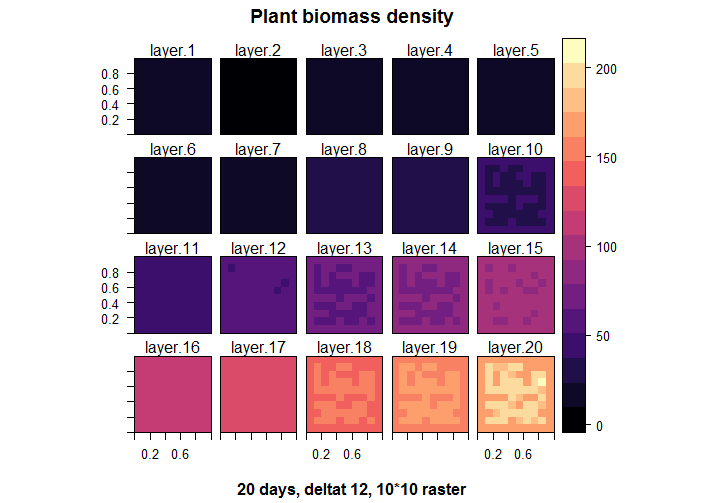 Plant biomass density
layer.1 layer.2 layer.3 layer.4 layer.5
0.8
0.6
0.4
0.2
layer.6 layer.7 layer.8 layer.9 layer.10
layer.11 layer.12 layer.13 layer.14 layer.15
0.8
0.6
0.4
0.2
layer.16 layer.17 layer.18 layer.19 layer.20
0.2 0.6 0.2 0.6 0.2 0.6
200
150
100
50
0
20 days, deltat 12, 10*10 raster